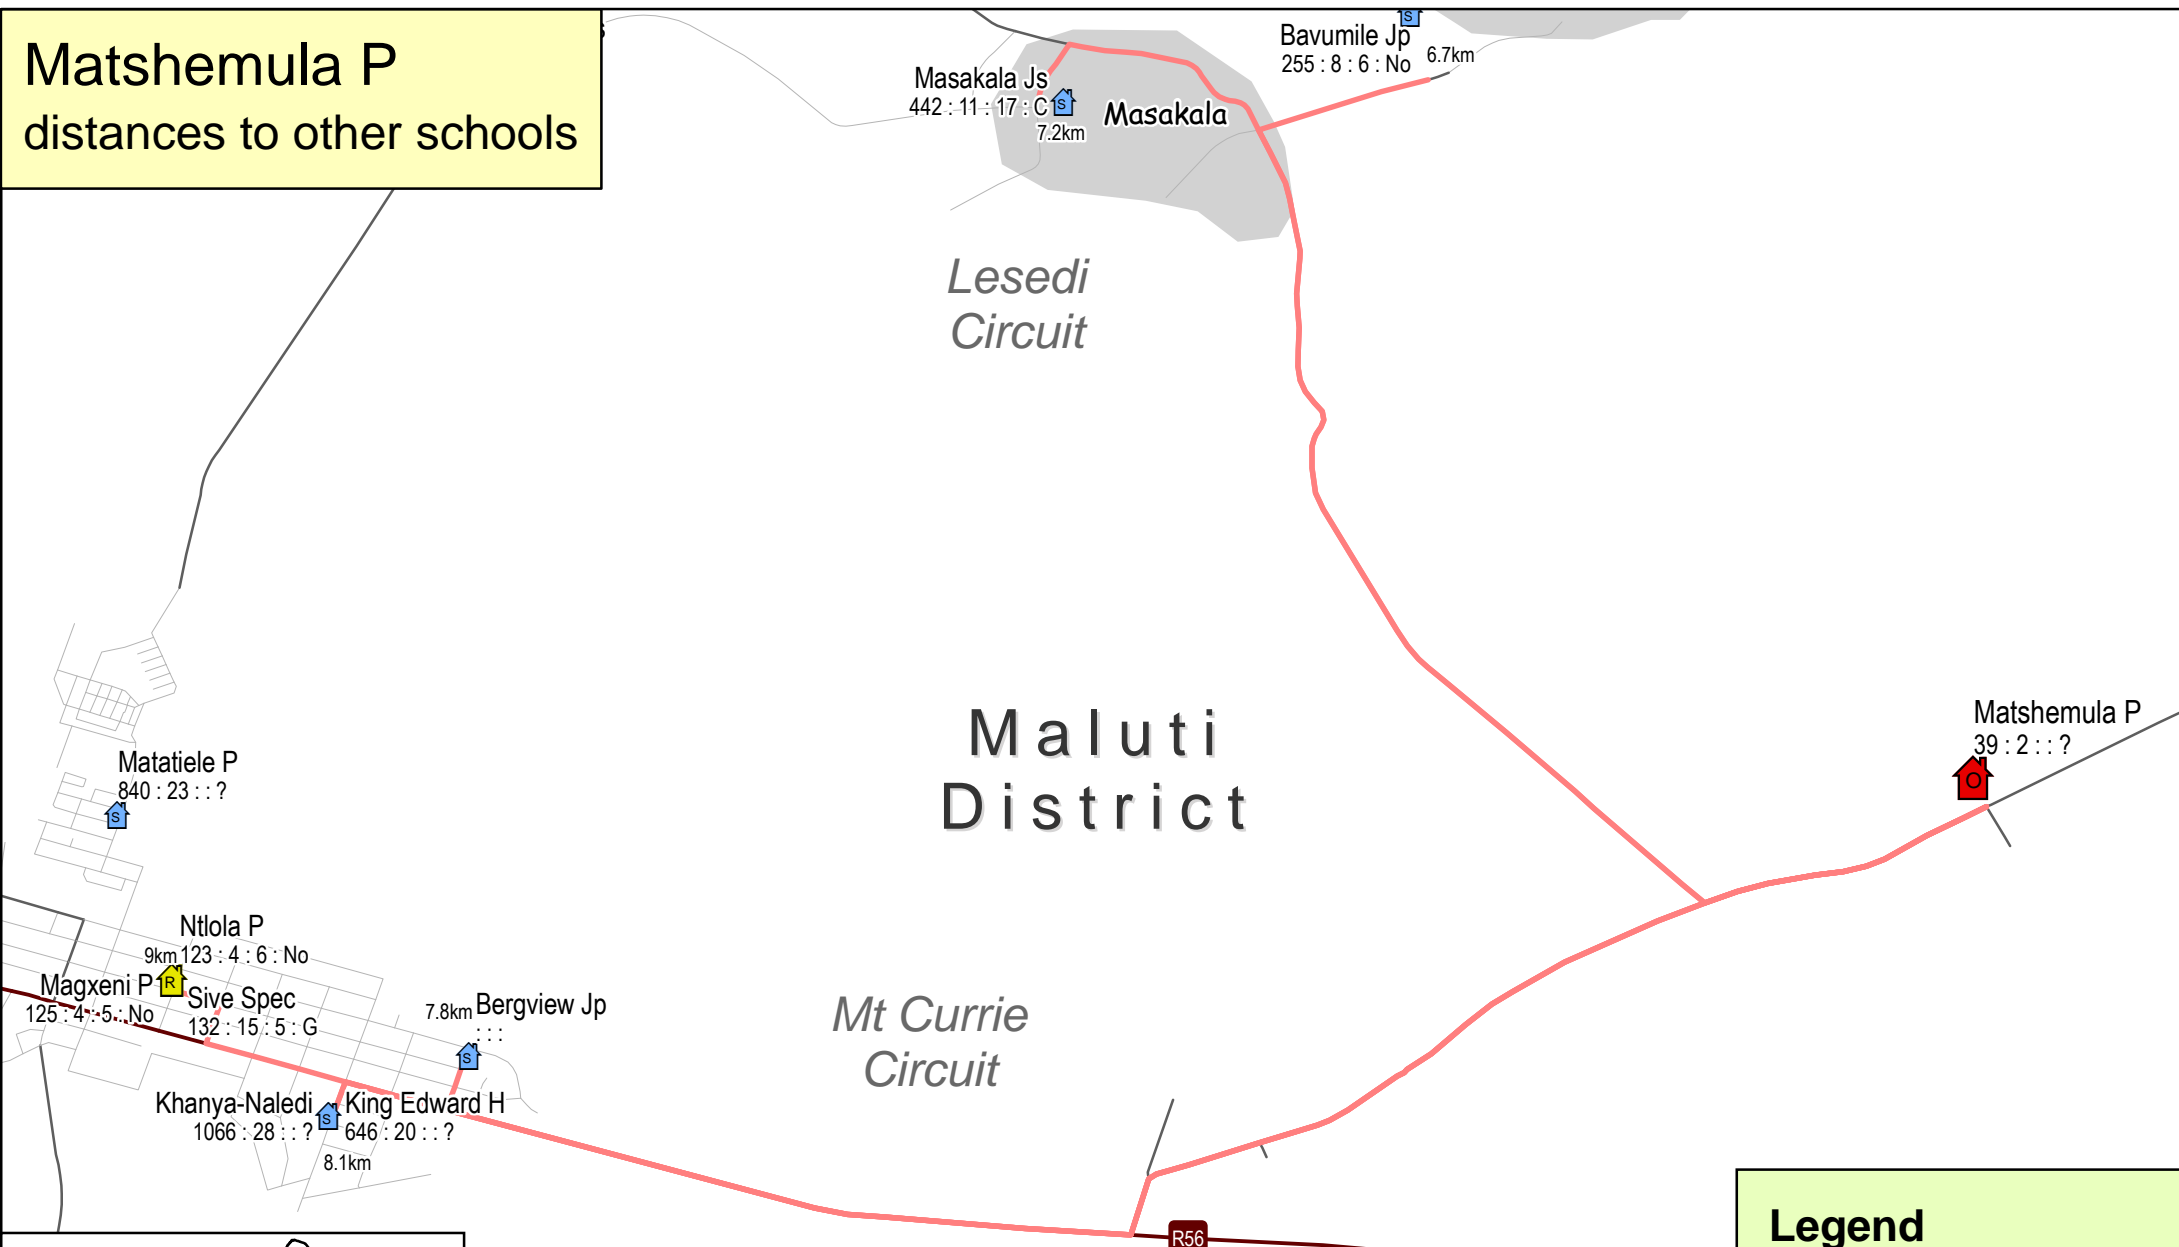 Matshemula P
distances to other schools
Bavumile Jp
255 : 8 : 6 : No
6.7km
S
Masakala Js
442 : 11 : 17 : C
S
7.2km
Masakala
Lesedi
Circuit
Maluti
District
Matshemula P
39 : 2 : : ?
O
Matatiele P
840 : 23 : : ?
S
Ntlola P
9km
123 : 4 : 6 : No
R
Magxeni P
125 : 4 : 5 : No
Sive Spec
132 : 15 : 5 : G
7.8km
Bergview Jp
: : :
S
Mt Currie
Circuit
Khanya-Naledi
1066 : 28 : : ?
S
King Edward H
646 : 20 : : ?
8.1km
R56
Legend